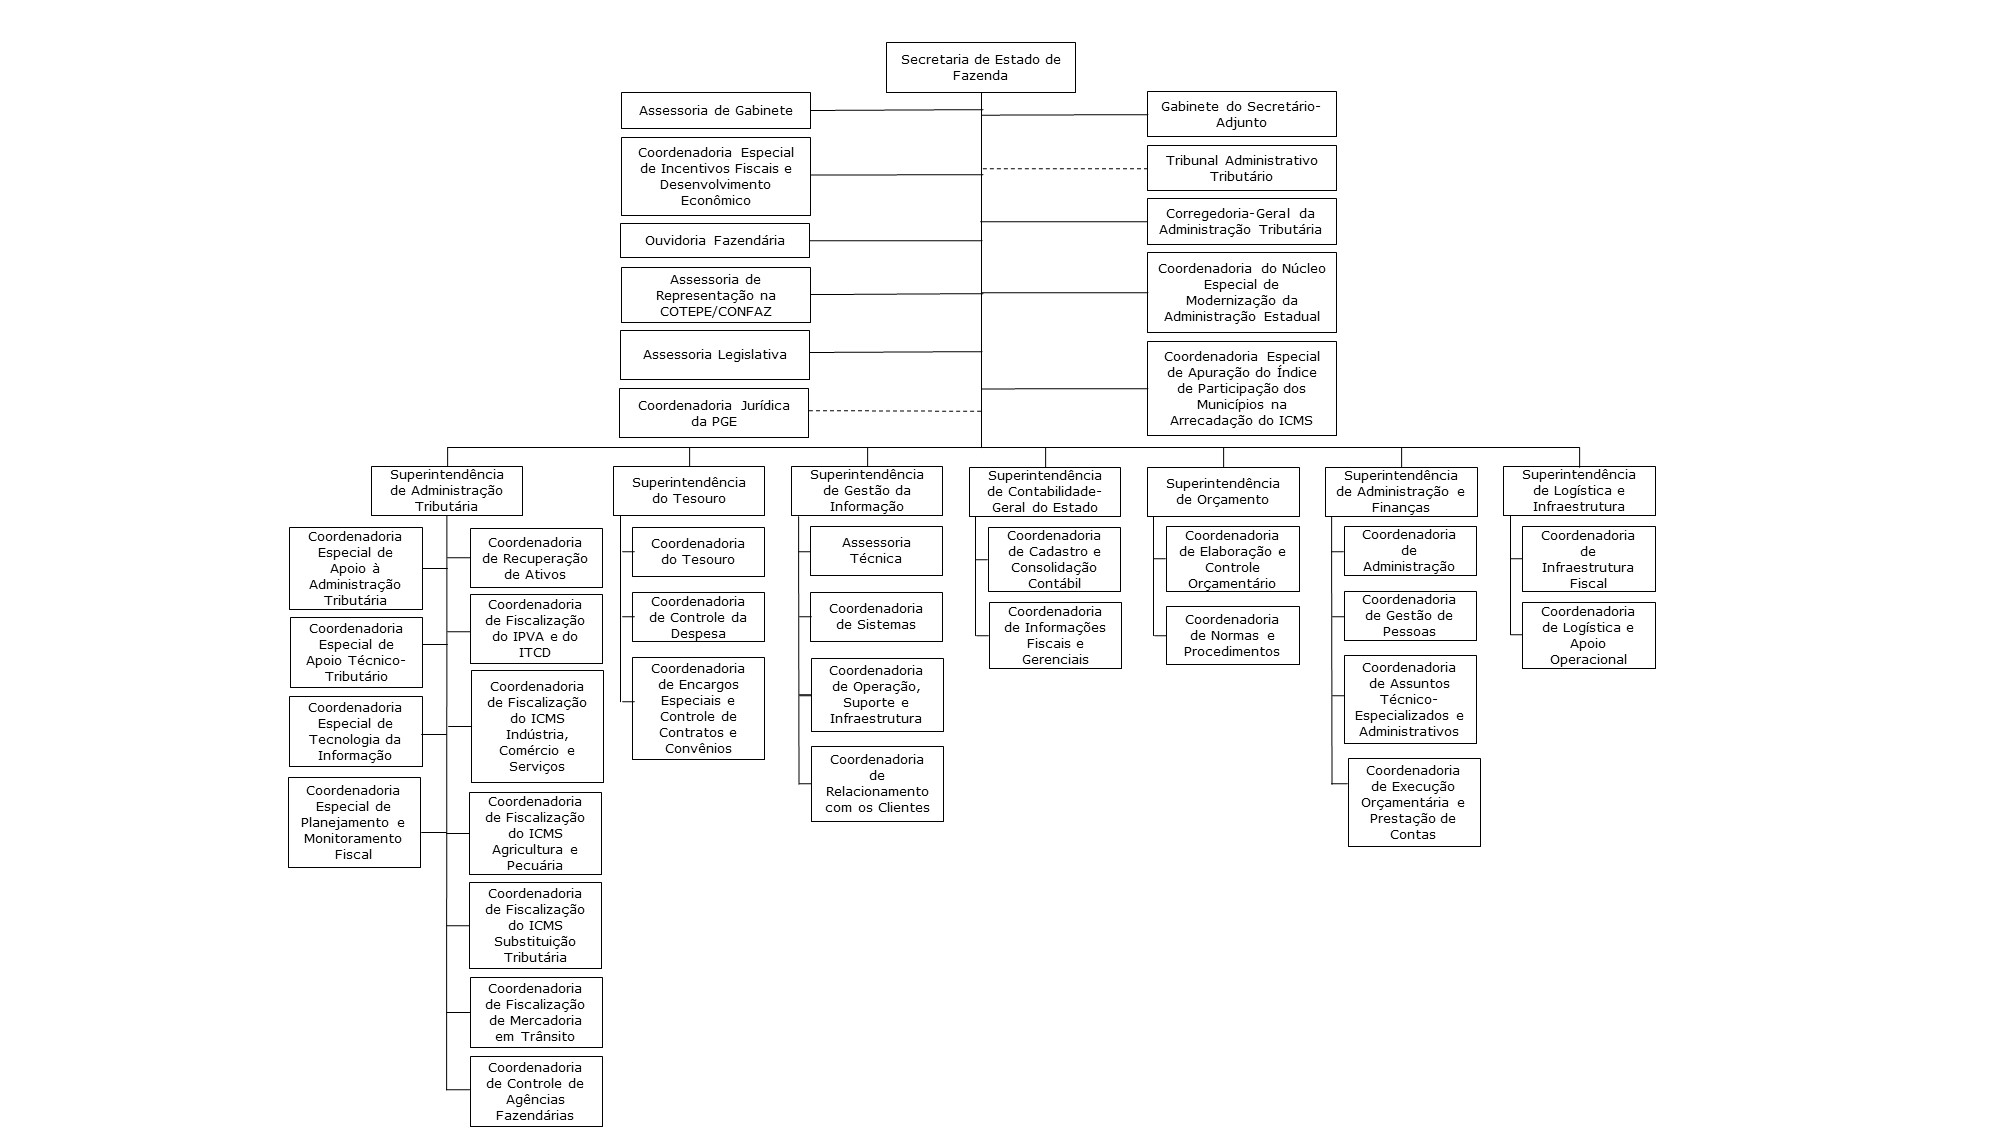 Secretaria de Estado de
Fazenda
Assessoria de Gabinete
Coordenadoria Especial
de Incentivos Fiscais e
Desenvolvimento
Econômico
Ouvidoria Fazendária
Assessoria de
Representação na
COTEPE/CONFAZ
Assessoria Legislativa
Coordenadoria Jurídica
da PGE
Gabinete do Secretário-
Adjunto
Tribunal Administrativo
Tributário
Corregedoria-Geral da
Administração Tributária
Coordenadoria do Núcleo
Especial de
Modernização da
Administração Estadual
Coordenadoria Especial
de Apuração do Índice
de Participação dos
Municípios na
Arrecadação do ICMS
Superintendência
de Administração
Tributária
Coordenadoria
Especial de
Apoio à
Administração
Tributária
Coordenadoria
Especial de
Apoio Técnico-
Tributário
Coordenadoria
Especial de
Tecnologia da
Informação
Coordenadoria
Especial de
Planejamento e
Monitoramento
Fiscal
Coordenadoria
de Recuperação
de Ativos
Coordenadoria
de Fiscalização
do IPVA e do
ITCD
Coordenadoria
de Fiscalização
do ICMS
Indústria,
Comércio e
Serviços
Coordenadoria
de Fiscalização
do ICMS
Agricultura e
Pecuária
Coordenadoria
de Fiscalização
do ICMS
Substituição
Tributária
Coordenadoria
de Fiscalização
de Mercadoria
em Trânsito
Coordenadoria
de Controle de
Agências
Fazendárias
Superintendência
do Tesouro
Coordenadoria
do Tesouro
Coordenadoria
de Controle da
Despesa
Coordenadoria
de Encargos
Especiais e
Controle de
Contratos e
Convênios
Superintendência
de Gestão da
Informação
Assessoria
Técnica
Coordenadoria
de Sistemas
Coordenadoria
de Operação,
Suporte e
Infraestrutura
Coordenadoria
de
Relacionamento
com os Clientes
Superintendência
de Contabilidade-
Geral do Estado
Coordenadoria
de Cadastro e
Consolidação
Contábil
Coordenadoria
de Informações
Fiscais e
Gerenciais
Superintendência
de Orçamento
Coordenadoria
de Elaboração e
Controle
Orçamentário
Coordenadoria
de Normas e
Procedimentos
Superintendência
de Administração e
Finanças
Coordenadoria
de
Administração
Coordenadoria
de Gestão de
Pessoas
Coordenadoria
de Assuntos
Técnico-
Especializados e
Administrativos
Coordenadoria
de Execução
Orçamentária e
Prestação de
Contas
Superintendência
de Logística e
Infraestrutura
Coordenadoria
de
Infraestrutura
Fiscal
Coordenadoria
de Logística e
Apoio
Operacional